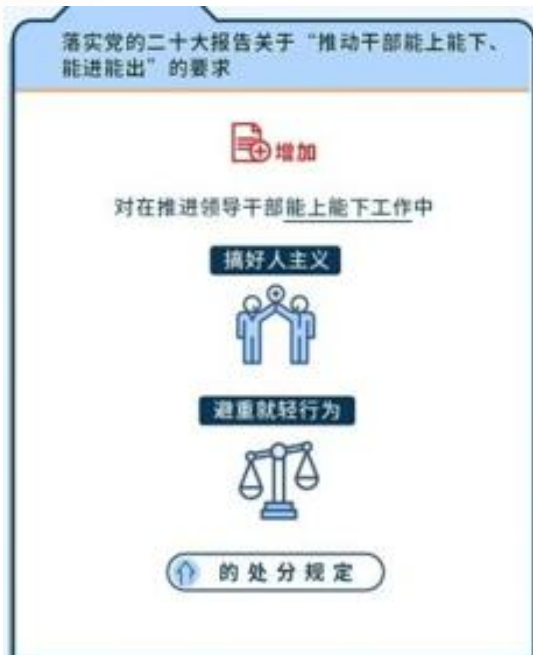 落实党的二十大报告关于“推动干部能上能下、
能进能出”的要求
增加
对在推进领导干部能上能下工作中
搞好人主义
避重就轻行为
的处分规定